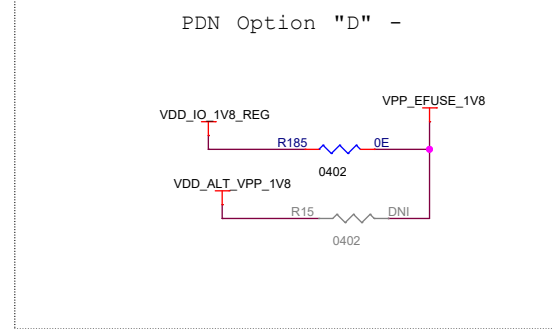 PDN Option "D" -
VPP_EFUSE_1V8
VDD_IO_1V8_REG
R185 0E
0402
VDD_ALT_VPP_1V8
R15 DNI
0402